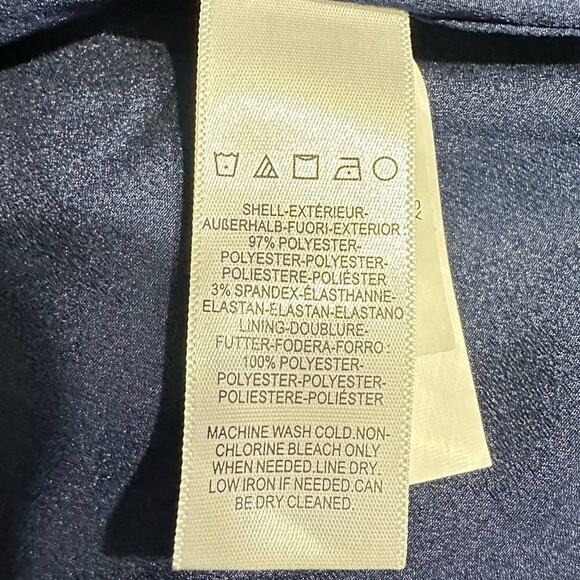 SHELL-EXTÉRIEUR-
AUßERHALB-FUORI-EXTERIOR:
97% POLYESTER-
POLYESTER-POLYESTER-
POLIESTERE-POLIÉSTER
3% SPANDEX-ÉLASTHANNE-
ELASTAN-ÉLASTAN-ELASTANO
LINING-DOUBLURE-
FUTTER-FODERA-FORRO:
100% POLYESTER-
POLYESTER-POLYESTER-
POLIESTERE-POLIÉSTER
MACHINE WASH COLD.NON-
CHLORINE BLEACH ONLY
WHEN NEEDED.LINE DRY.
LOW IRON IF NEEDED.CAN
BE DRY CLEANED.
2